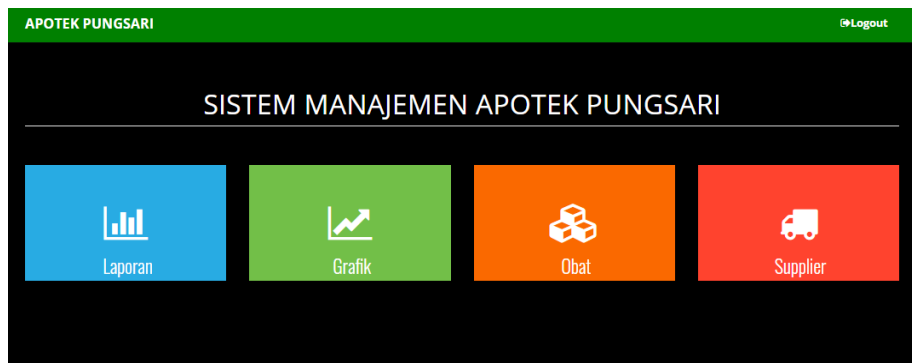 APOTEK PUNGSARI
Logout
SISTEM MANAJEMEN APOTEK PUNGSARI
Laporan
Grafik
Obat
Supplier